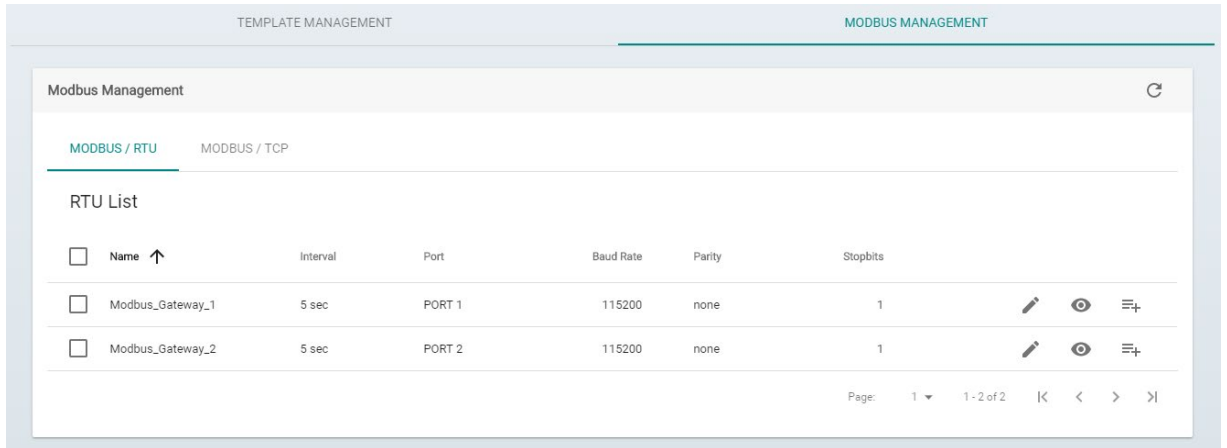 TEMPLATE MANAGEMENT MODBUS MANAGEMENT
Modbus Management
MODBUS / RTU MODBUS / TCP
RTU List
Name Interval Port Baud Rate Parity Stopbits
Modbus_Gateway_1 5 sec PORT 1 115200 none 1
Modbus_Gateway_2 5 sec PORT 2 115200 none 1
Page: 1 1 - 2 of 2